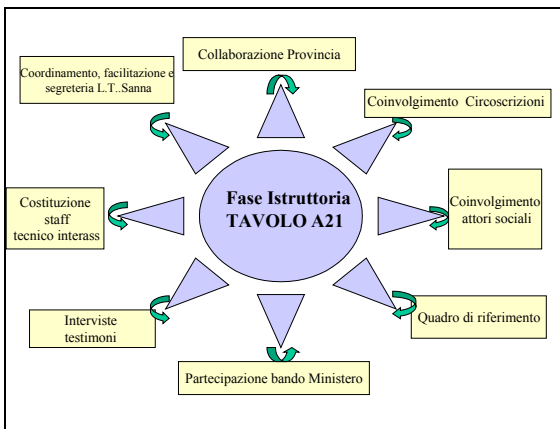 Collaborazione Provincia
Coordinamento, facilitazione e
segreteria L.T..Sanna
Coinvolgimento  Circoscrizioni
Fase Istruttoria
TAVOLO A21
Costituzione
staff
tecnico interass
Coinvolgimento
attori sociali
Interviste
testimoni
Quadro di riferimento
Partecipazione bando Ministero